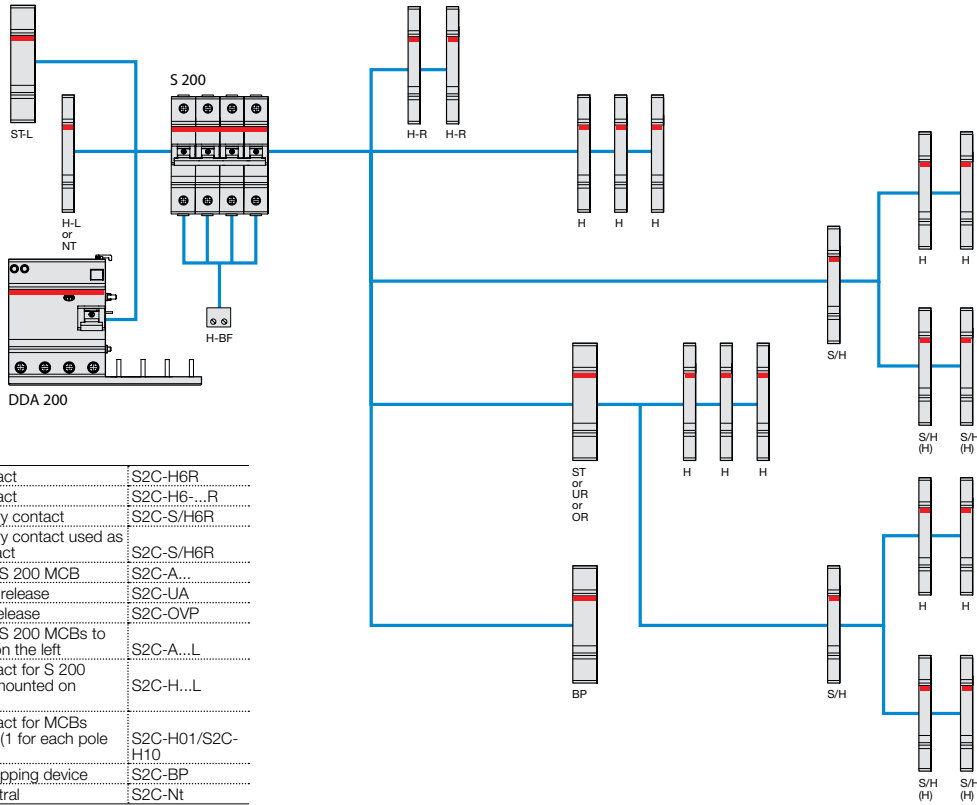 ST-L
S 200
H-R
H-R
H-L
or
NT
H
H
H
H
H
H-BF
S/H
DDA 200
S/H
(H)
S/H
(H)
ST
or
UR
or
OR
H
H
H
act S2C-H6R
act S2C-H6-...R
ry contact S2C-S/H6R
ry contact used as
act S2C-S/H6R
S 200 MCB S2C-A...
release S2C-UA
elease S2C-OVP
S 200 MCBs to
on the left S2C-A...L
act for S 200
mounted on S2C-H...L
act for MCBs
(1 for each pole S2C-H01/S2C-
H10
pping device S2C-BP
tral S2C-Nt
H
H
BP
S/H
S/H
(H)
S/H
(H)